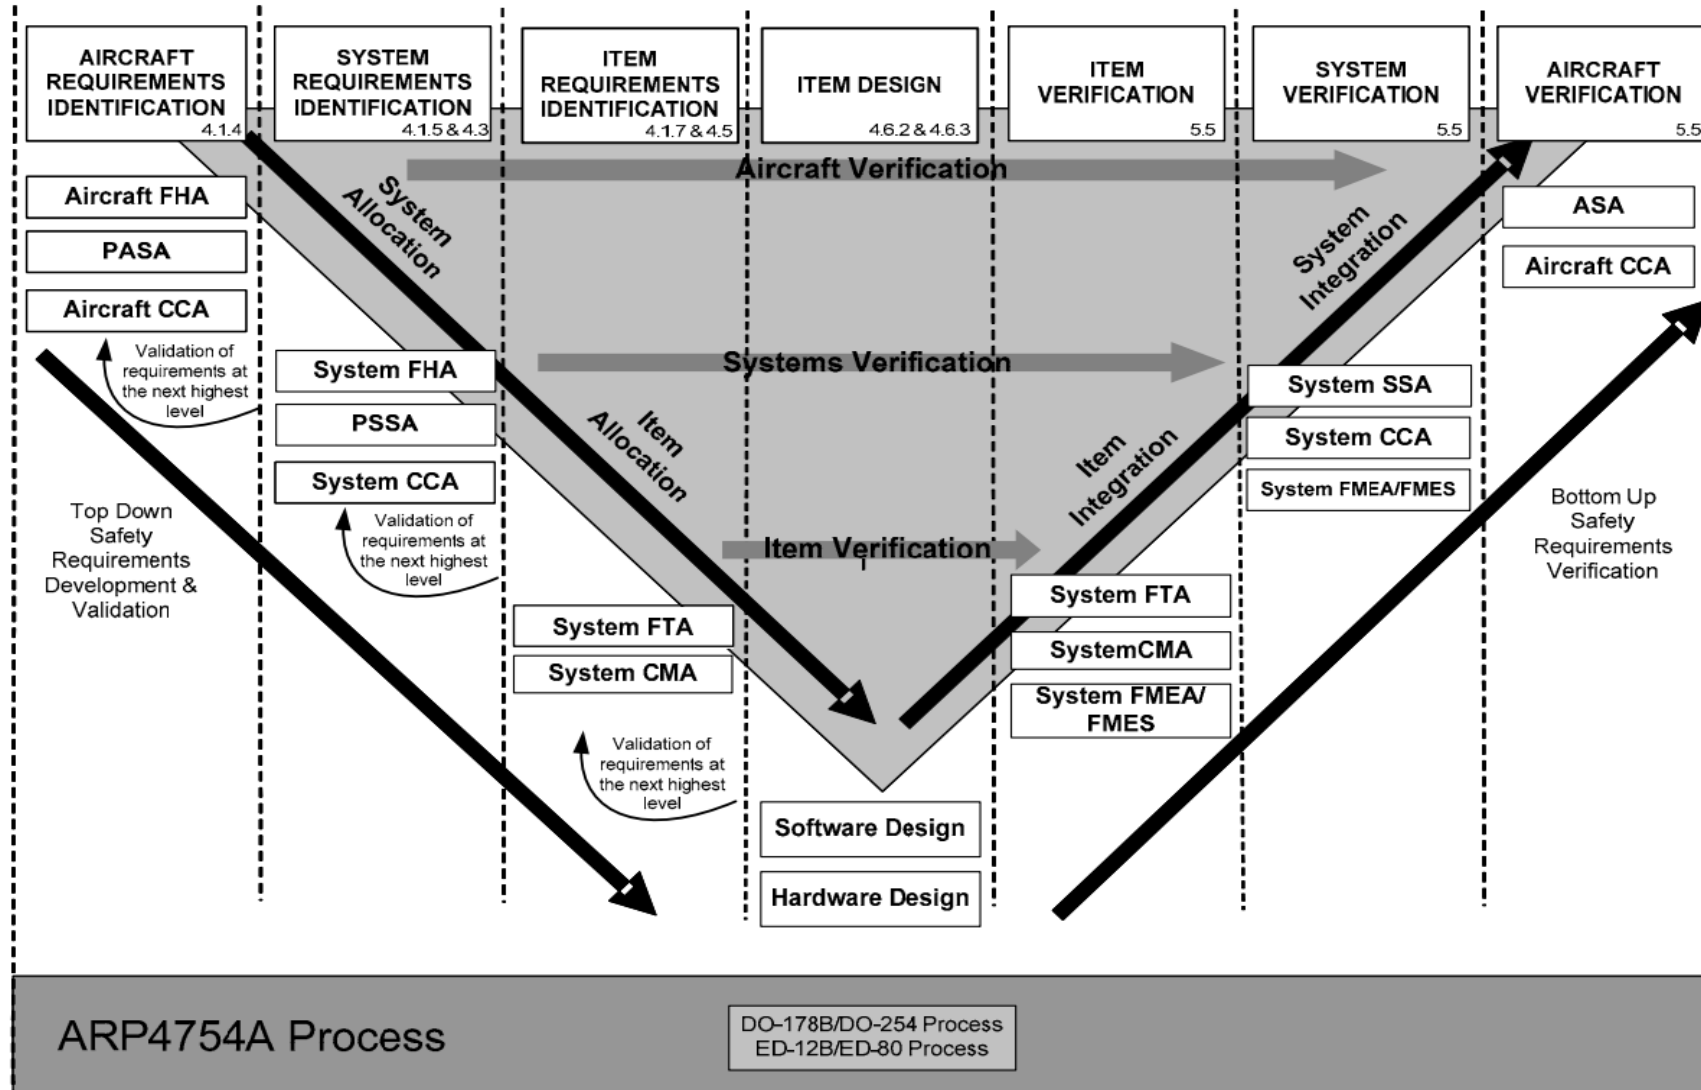 AIRCRAFT
REQUIREMENTS
IDENTIFICATION
4.1.4
SYSTEM
REQUIREMENTS
IDENTIFICATION
4.1.5 & 4.3
ITEM
REQUIREMENTS
IDENTIFICATION
4.1.7 & 4.5
ITEM DESIGN
4.6.2 & 4.6.3
ITEM
VERIFICATION
5.5
SYSTEM
VERIFICATION
5.5
AIRCRAFT
VERIFICATION
5.5
Aircraft FHA
PASA
Aircraft CCA
Validation of
requirements at
the next highest
level
Top Down
Safety
Requirements
Development &
Validation
System
Allocation
System FHA
PSSA
System CCA
Validation of
requirements at
the next highest
level
Item
Allocation
System FTA
System CMA
Validation of
requirements at
the next highest
level
Aircraft Verification
Systems Verification
Item Verification
Software Design
Hardware Design
Item
Integration
System FTA
SystemCMA
System FMEA/
FMES
System
Integration
System SSA
System CCA
System FMEA/FMES
ASA
Aircraft CCA
Bottom Up
Safety
Requirements
Verification
ARP4754A Process
DO-178B/DO-254 Process
ED-12B/ED-80 Process